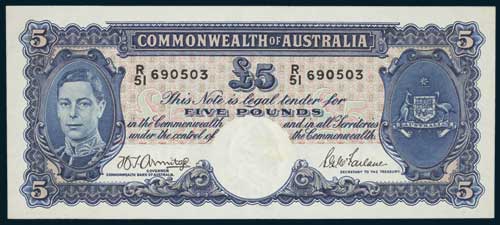 5 COMMONWEALTH OF AUSTRALIA 5
R/51 690503 £5 R/51 690503
This Note is legal tender for
FIVE POUNDS
in the Commonwealth and in all Territories
under the control of the Commonwealth.
H.T. Armitage
GOVERNOR
COMMONWEALTH BANK OF AUSTRALIA
SECRETARY TO THE TREASURY
AUSTRALIA
5 5